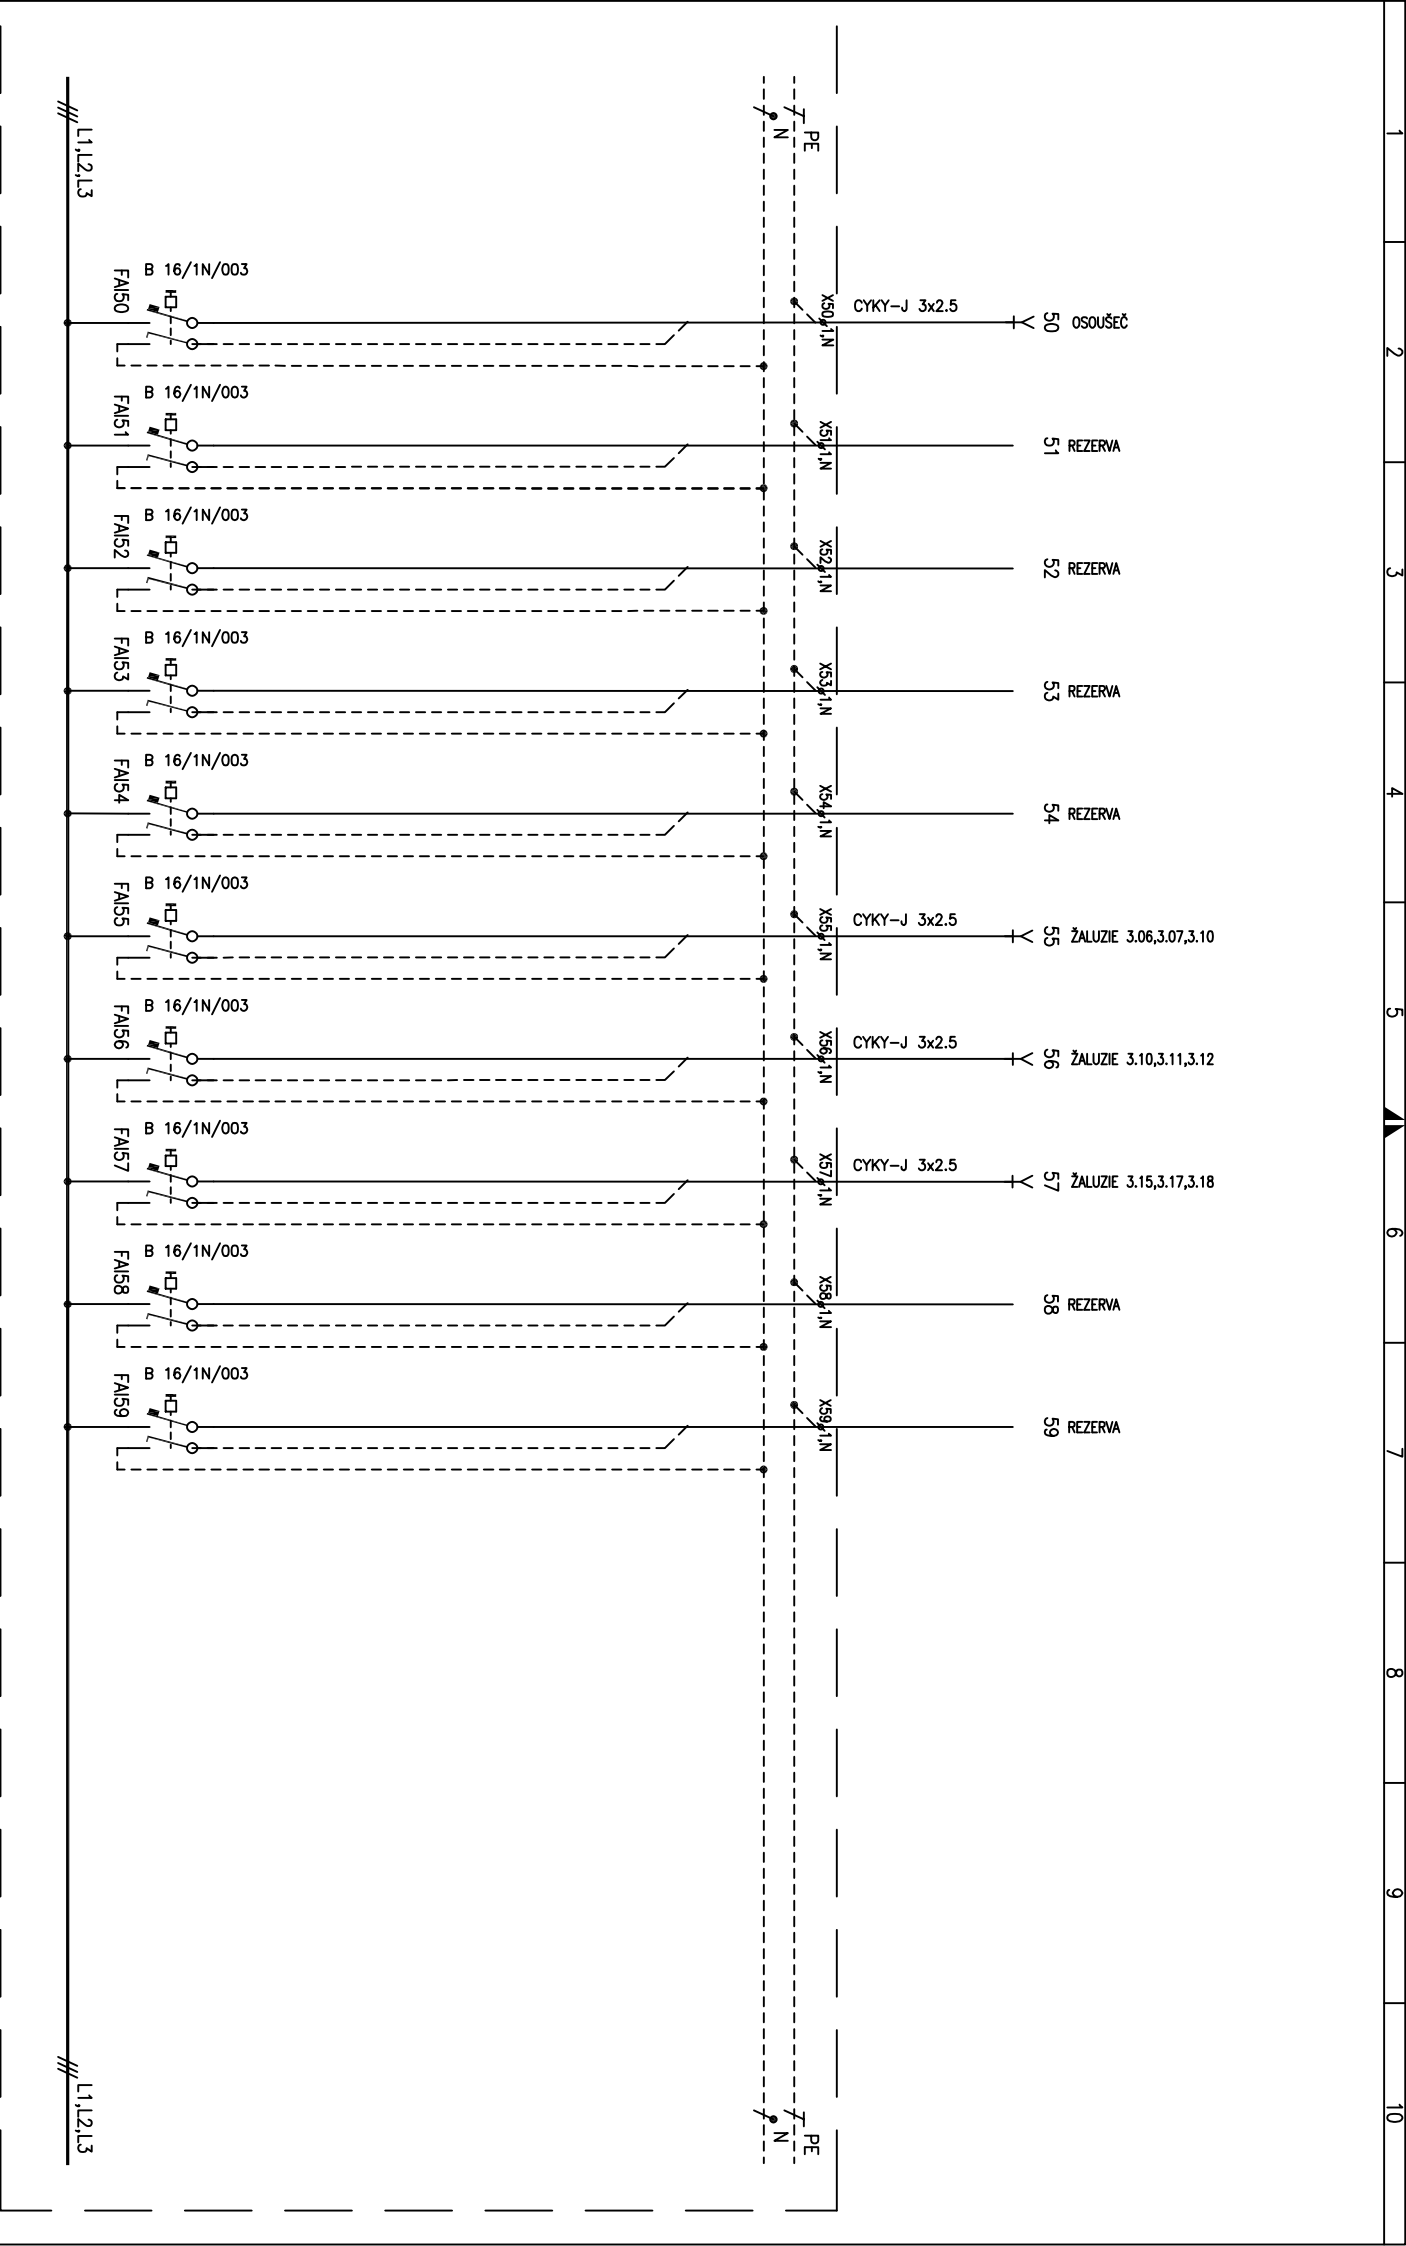 1
2
3
4
5
6
7
8
9
10
L1,L2,L3
N
PE
B 16/1N/003
FAI50
X50
1,N
CYKY-J 3x2.5
50 OSOUŠEČ
B 16/1N/003
FAI51
X51
1,N
51 REZERVA
B 16/1N/003
FAI52
X52
1,N
52 REZERVA
B 16/1N/003
FAI53
X53
1,N
53 REZERVA
B 16/1N/003
FAI54
X54
1,N
54 REZERVA
B 16/1N/003
FAI55
X55
1,N
CYKY-J 3x2.5
55 ŽALUZIE 3.06,3.07,3.10
B 16/1N/003
FAI56
X56
1,N
CYKY-J 3x2.5
56 ŽALUZIE 3.10,3.11,3.12
B 16/1N/003
FAI57
X57
1,N
CYKY-J 3x2.5
57 ŽALUZIE 3.15,3.17,3.18
B 16/1N/003
FAI58
X58
1,N
58 REZERVA
B 16/1N/003
FAI59
X59
1,N
59 REZERVA
L1,L2,L3
N
PE